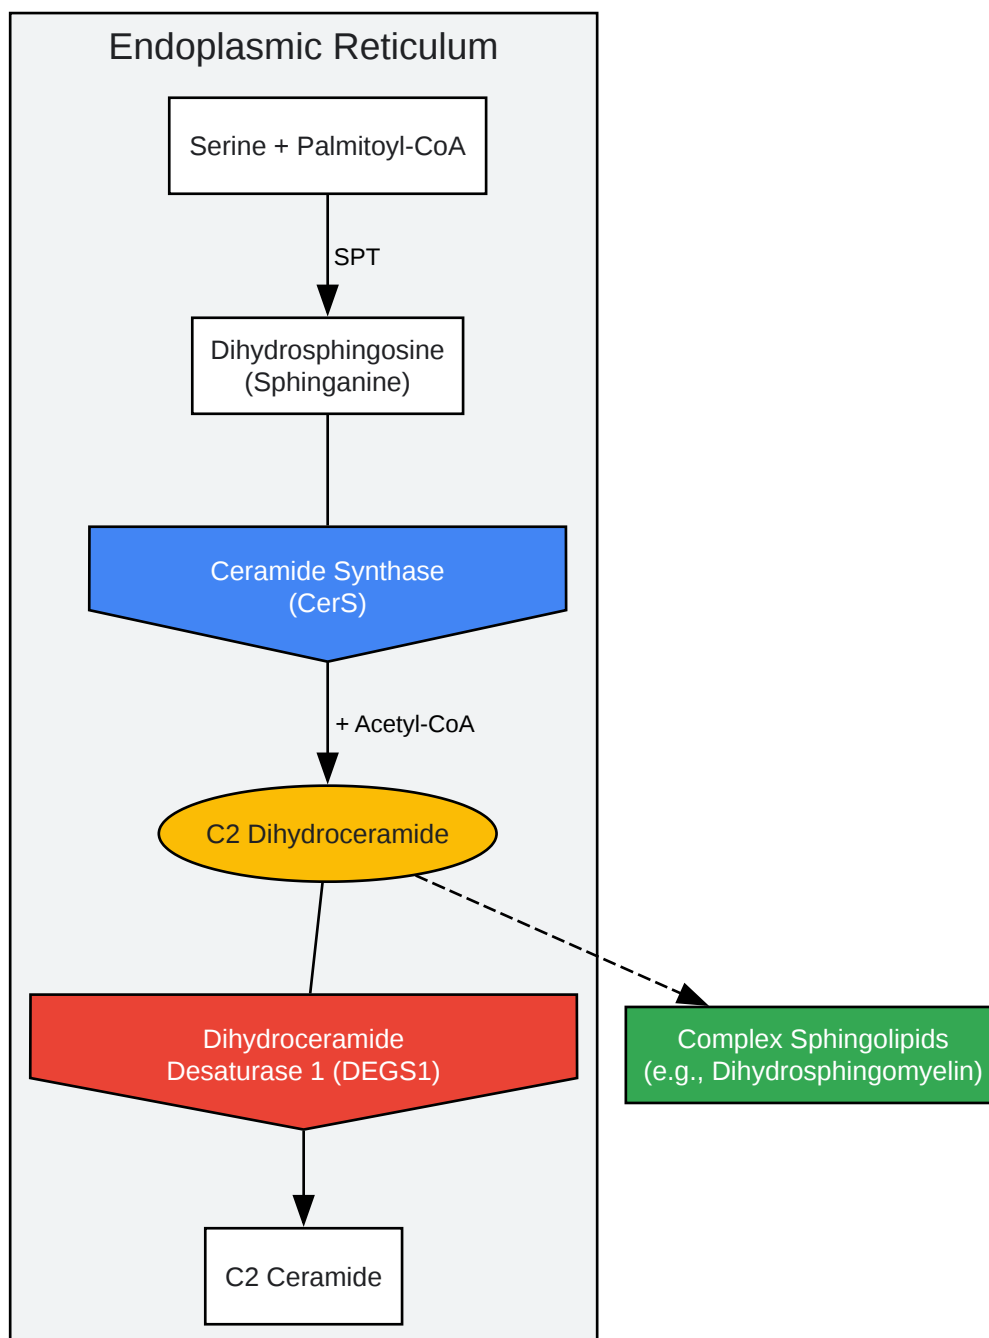 Endoplasmic Reticulum
Serine + Palmitoyl-CoA
SPT
Dihydrosphingosine
(Sphinganine)
Ceramide Synthase
(CerS)
+ Acetyl-CoA
C2 Dihydroceramide
Dihydroceramide
Desaturase 1 (DEGS1)
Complex Sphingolipids
(e.g., Dihydrosphingomyelin)
C2 Ceramide